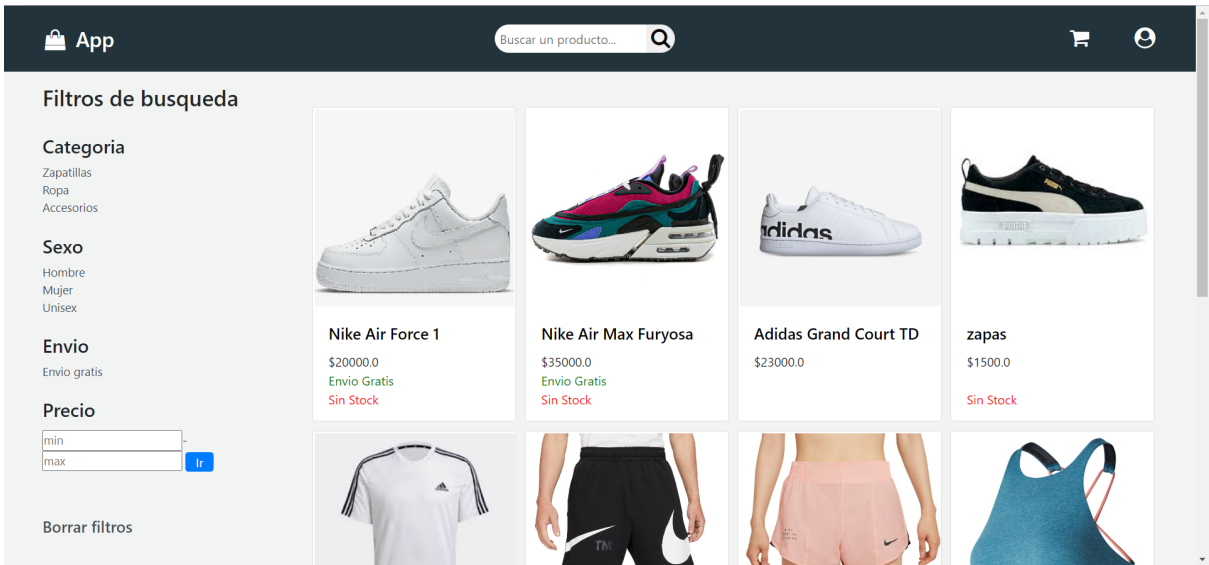 App
Buscar un producto...
Filtros de busqueda
Categoria
Zapatillas
Ropa
Accesorios
Sexo
Hombre
Mujer
Unisex
Envio
Envio gratis
Precio
min -
max Ir
Borrar filtros
adidas
Nike Air Force 1
$20000.0
Envio Gratis
Sin Stock
Nike Air Max Furyosa
$35000.0
Envio Gratis
Sin Stock
Adidas Grand Court TD
$23000.0
zapas
$1500.0
Sin Stock
TM